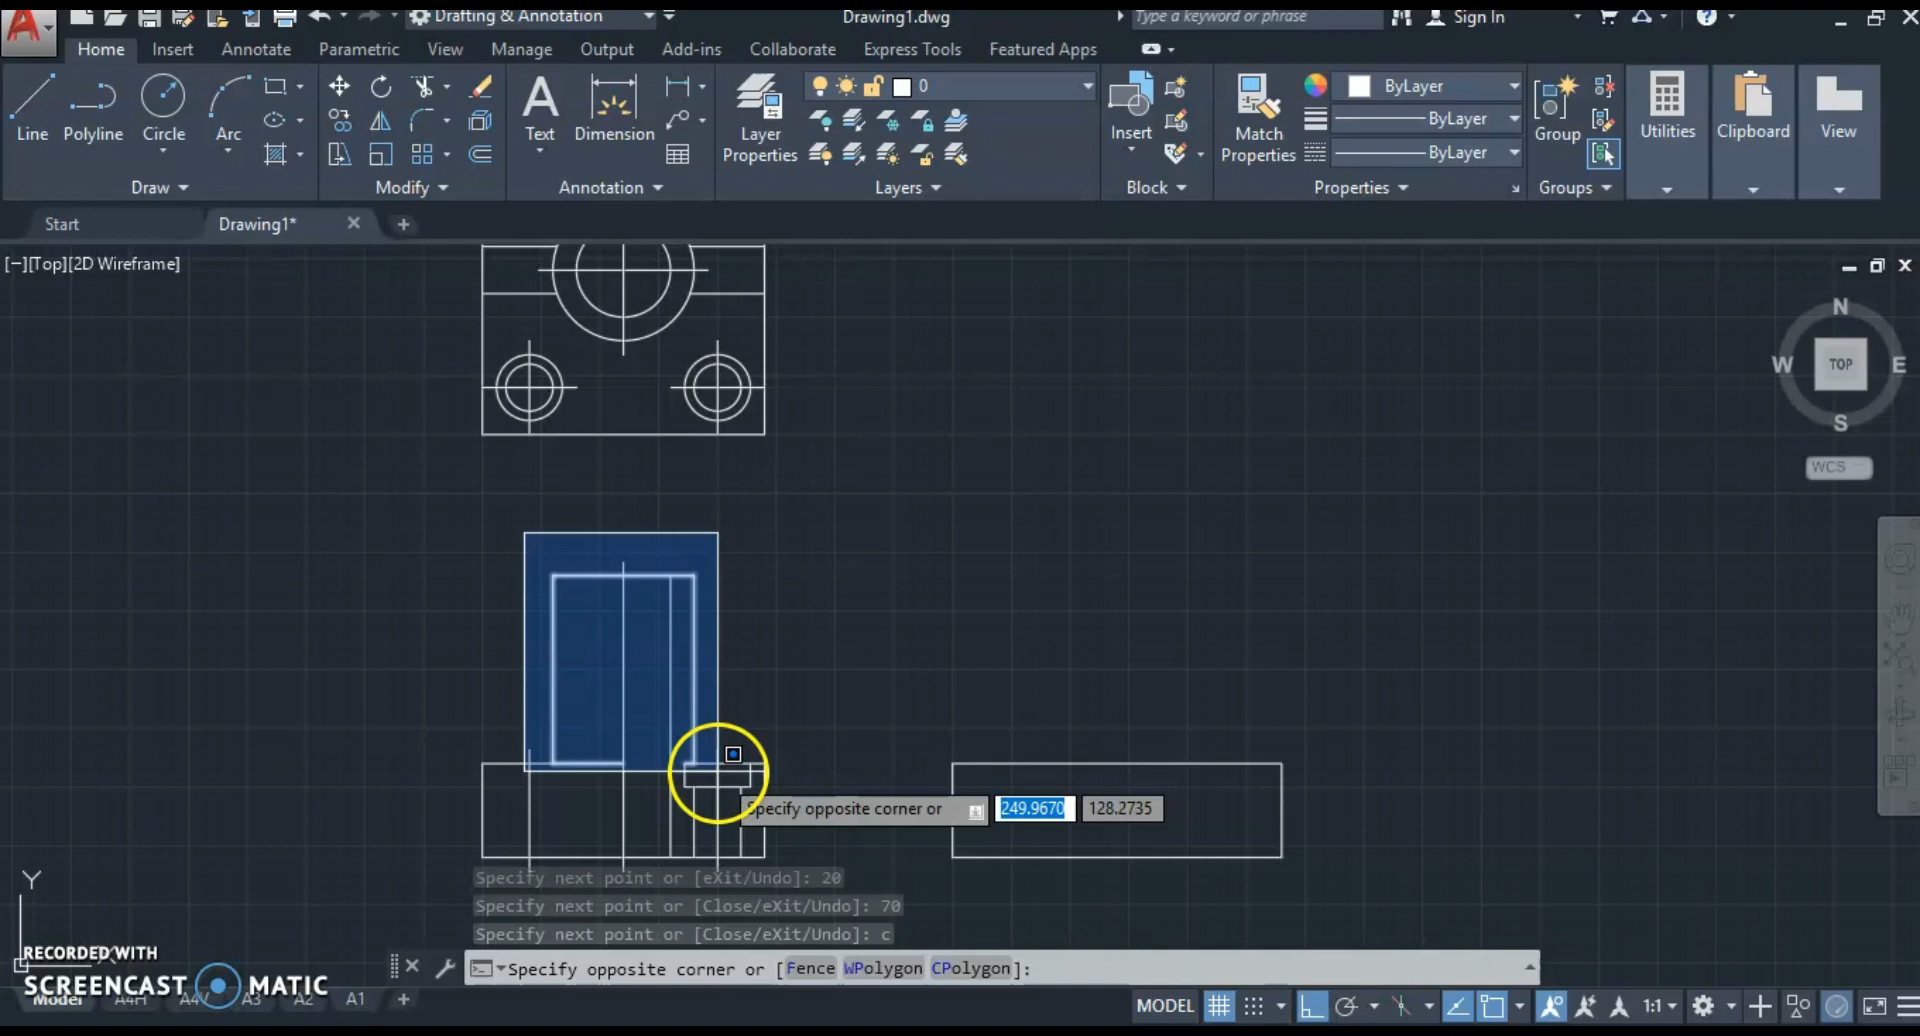 Drafting & Annotation
Drawing1.dwg
Type a keyword or phrase
Sign In
Home Insert Annotate Parametric View Manage Output Add-ins Collaborate Express Tools Featured Apps
Line Polyline Circle Arc
Text Dimension
Layer Properties
0
Insert
Match Properties
ByLayer
ByLayer
ByLayer
Group
Utilities Clipboard View
Draw Modify Annotation Layers Block Properties Groups
Start Drawing1*
[−][Top][2D Wireframe]
N
W TOP E
S
WCS
Specify opposite corner or 249.9670 128.2735
Y
Specify next point or [eXit/Undo]: 20
Specify next point or [Close/eXit/Undo]: 70
Specify next point or [Close/eXit/Undo]: c
Specify opposite corner or [Fence WPolygon CPolygon]:
RECORDED WITH
SCREENCAST MATIC
Model A4H A4V A3 A2 A1
MODEL 1:1